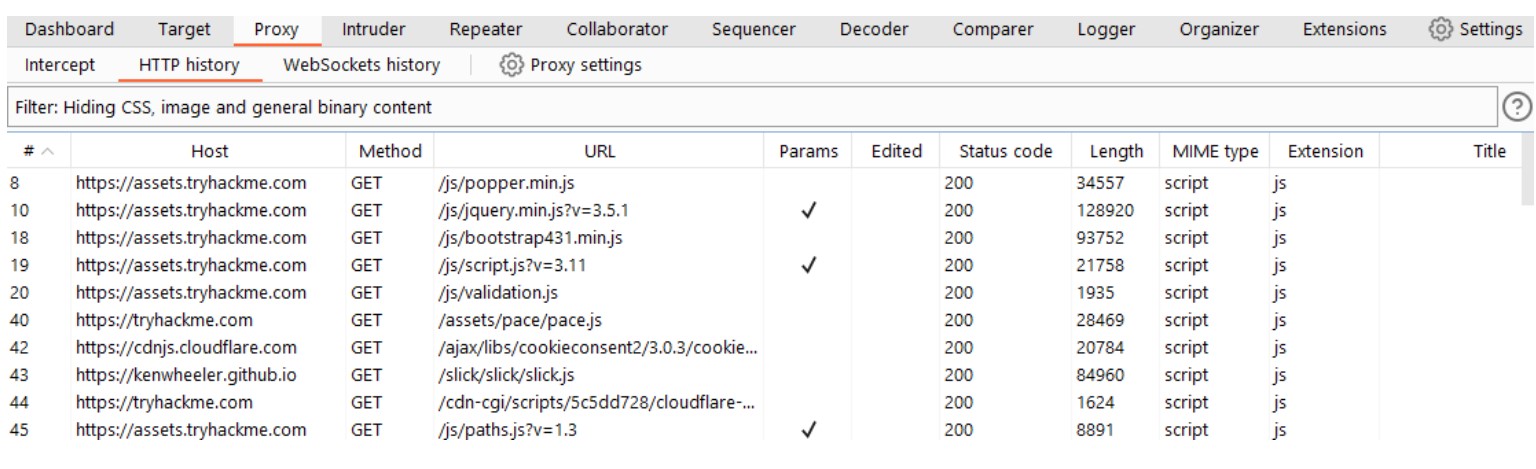 Dashboard Target Proxy Intruder Repeater Collaborator Sequencer Decoder Comparer Logger Organizer Extensions Settings
Intercept HTTP history WebSockets history Proxy settings
Filter: Hiding CSS, image and general binary content ?
# Host Method URL Params Edited Status code Length MIME type Extension Title
8 https://assets.tryhackme.com GET /js/popper.min.js 200 34557 script js
10 https://assets.tryhackme.com GET /js/jquery.min.js?v=3.5.1 ✓ 200 128920 script js
18 https://assets.tryhackme.com GET /js/bootstrap431.min.js 200 93752 script js
19 https://assets.tryhackme.com GET /js/script.js?v=3.11 ✓ 200 21758 script js
20 https://assets.tryhackme.com GET /js/validation.js 200 1935 script js
40 https://tryhackme.com GET /assets/pace/pace.js 200 28469 script js
42 https://cdnjs.cloudflare.com GET /ajax/libs/cookieconsent2/3.0.3/cookie... 200 20784 script js
43 https://kenwheeler.github.io GET /slick/slick/slick.js 200 84960 script js
44 https://tryhackme.com GET /cdn-cgi/scripts/5c5dd728/cloudflare-... 200 1624 script js
45 https://assets.tryhackme.com GET /js/paths.js?v=1.3 ✓ 200 8891 script js